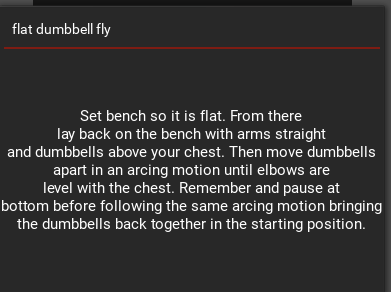 flat dumbbell fly
Set bench so it is flat. From there
lay back on the bench with arms straight
and dumbbells above your chest. Then move dumbbells
apart in an arcing motion until elbows are
level with the chest. Remember and pause at
bottom before following the same arcing motion bringing
the dumbbells back together in the starting position.